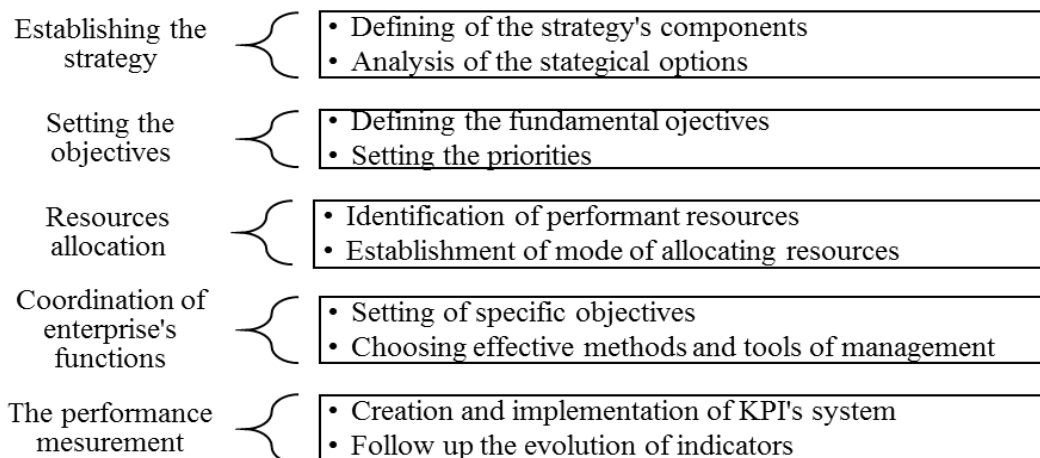 Establishing the
strategy
• Defining of the strategy's components
• Analysis of the stategical options
Setting the
objectives
• Defining the fundamental ojectives
• Setting the priorities
Resources
allocation
• Identification of performant resources
• Establishment of mode of allocating resources
Coordination of
enterprise's
functions
• Setting of specific objectives
• Choosing effective methods and tools of management
The performance
mesurement
• Creation and implementation of KPI's system
• Follow up the evolution of indicators